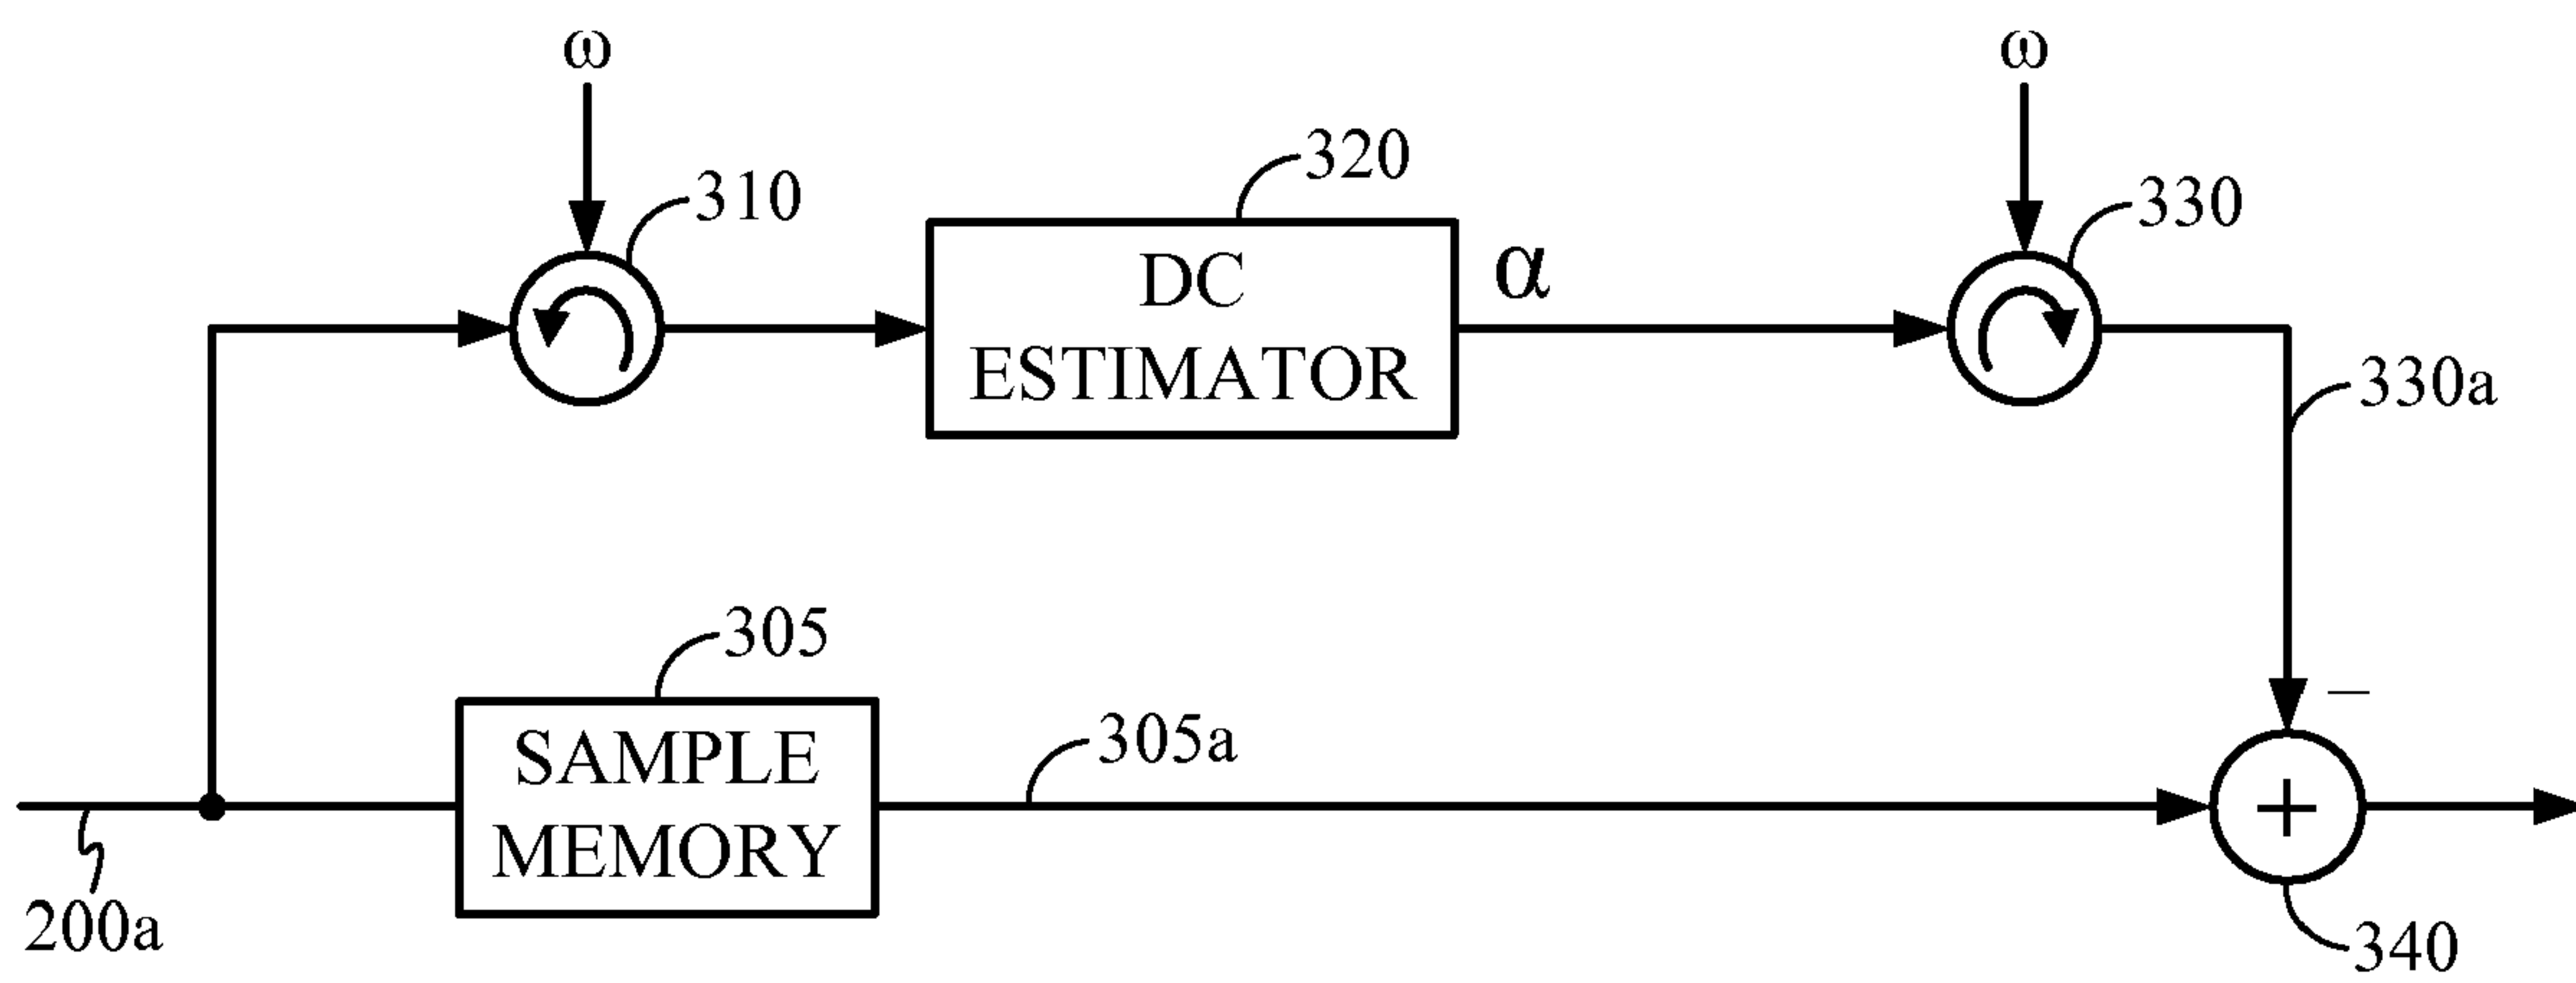 ω
ω
310
320
330
DC
ESTIMATOR
α
330a
305
SAMPLE
MEMORY
305a
−
+
200a
340